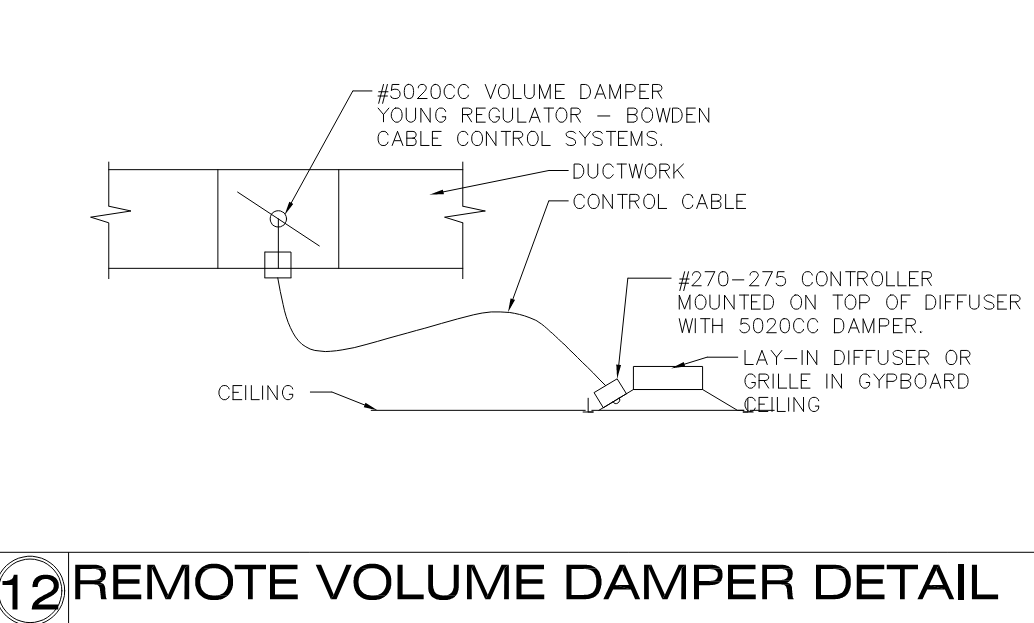 #5020CC VOLUME DAMPER
YOUNG REGULATOR – BOWDEN
CABLE CONTROL SYSTEMS.
DUCTWORK
CONTROL CABLE
#270–275 CONTROLLER
MOUNTED ON TOP OF DIFFUSER
WITH 5020CC DAMPER.
LAY–IN DIFFUSER OR
GRILLE IN GYPBOARD
CEILING
CEILING
12 REMOTE VOLUME DAMPER DETAIL